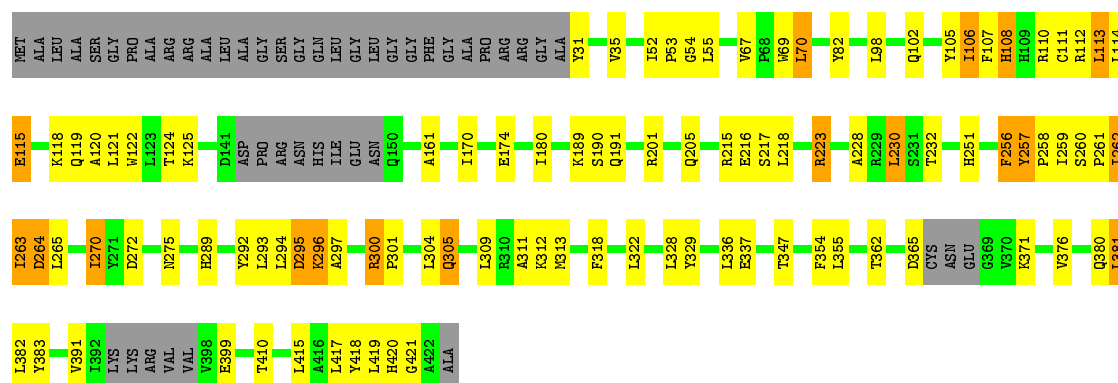 MET ALA LEU ALA SER GLY PRO ALA ARG ARG ALA LEU ALA GLY SER GLY GLN LEU GLY LEU GLY GLY PHE GLY ALA PRO ARG ARG GLY ALA Y31 V35 I52 P53 G54 L55 V67 P68 W69 L70 Y82 L98 Q102 Y105 I106 F107 H108 H109 R110 C111 R112 L113 L114
E115 K118 Q119 A120 L121 W122 L123 T124 K125 D141 ASP PRO ARG ASN HIS ILE GLU ASN Q150 A161 I170 E174 I180 K189 S190 Q191 R201 Q205 R215 E216 S217 L218 R223 A228 R229 L230 S231 T232 H251 F256 Y257 P258 I259 S260 P261 I262
I263 D264 L265 I270 Y271 D272 N275 H289 Y292 L293 L294 D295 K296 A297 R300 P301 L304 Q305 L309 R310 A311 K312 M313 F318 L322 L328 Y329 L336 E337 T347 F354 L355 T362 D365 CYS ASN GLU G369 V370 K371 V376 Q380 L381
L382 Y383 V391 I392 LYS LYS ARG VAL VAL V398 E399 T410 L415 A416 L417 Y418 L419 H420 G421 A422 ALA